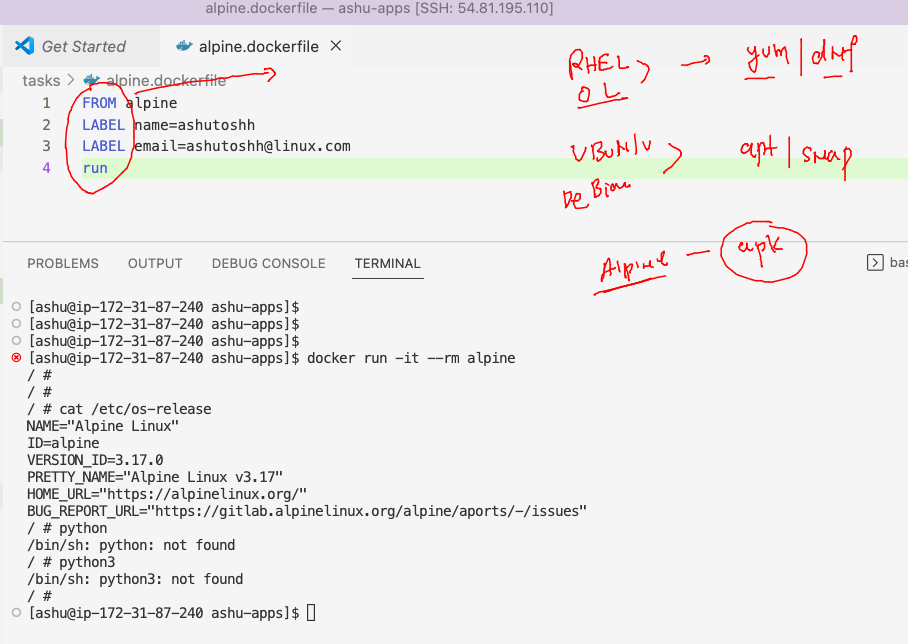 alpine.dockerfile — ashu-apps [SSH: 54.81.195.110]
Get Started
alpine.dockerfile
tasks > alpine.dockerfile
1 FROM alpine
2 LABEL name=ashutoshh
3 LABEL email=ashutoshh@linux.com
4 run
RHEL
OL
yum | dnf
UBUNTU
DeBian
apt | snap
Alpine - apk
PROBLEMS OUTPUT DEBUG CONSOLE TERMINAL
bas
[ashu@ip-172-31-87-240 ashu-apps]$
[ashu@ip-172-31-87-240 ashu-apps]$
[ashu@ip-172-31-87-240 ashu-apps]$
[ashu@ip-172-31-87-240 ashu-apps]$ docker run -it --rm alpine
/ #
/ #
/ # cat /etc/os-release
NAME="Alpine Linux"
ID=alpine
VERSION_ID=3.17.0
PRETTY_NAME="Alpine Linux v3.17"
HOME_URL="https://alpinelinux.org/"
BUG_REPORT_URL="https://gitlab.alpinelinux.org/alpine/aports/-/issues"
/ # python
/bin/sh: python: not found
/ # python3
/bin/sh: python3: not found
/ #
[ashu@ip-172-31-87-240 ashu-apps]$